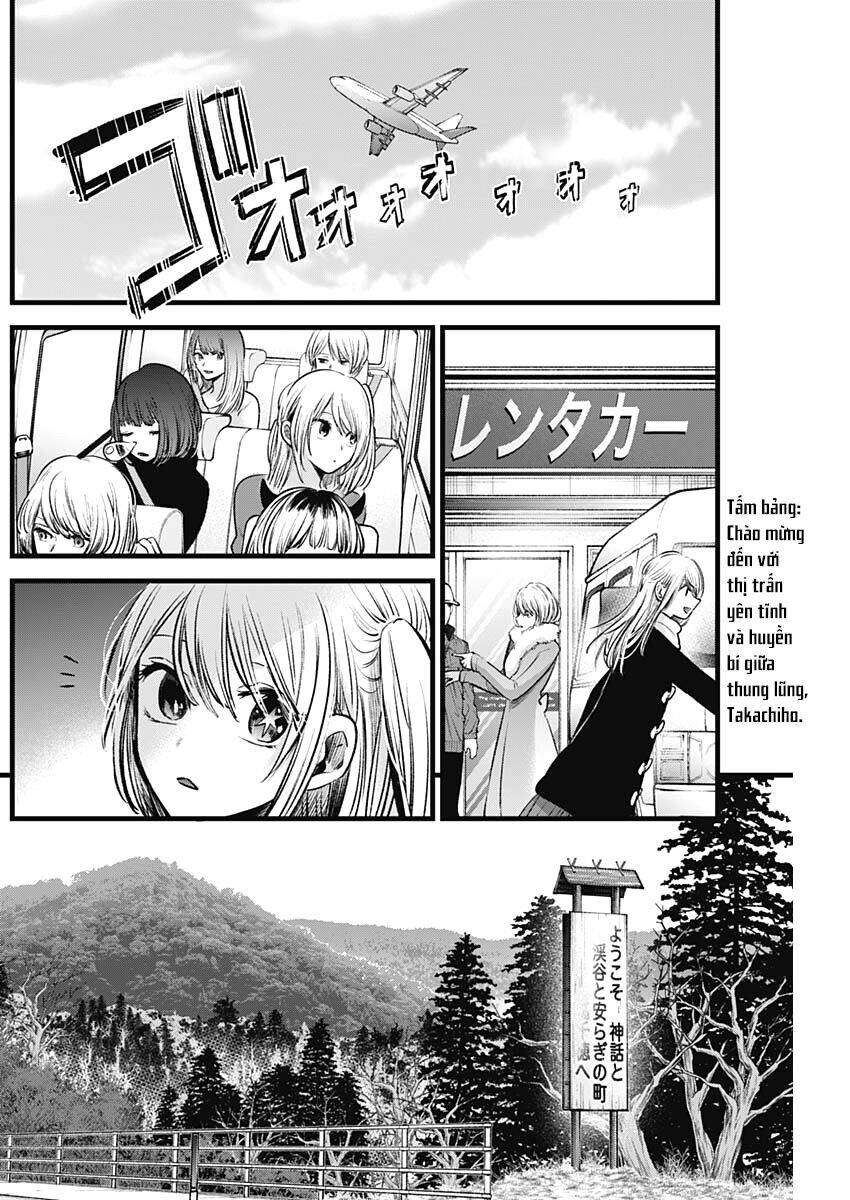 ゴオオオオオオオ
レンタカー
Tấm bảng:
Chào mừng
đến với
thị trấn
yên tĩnh
và huyền
bí giữa
thung lũng,
Takachiho.
ようこそ 神話と
渓谷と安らぎの町
穂へ